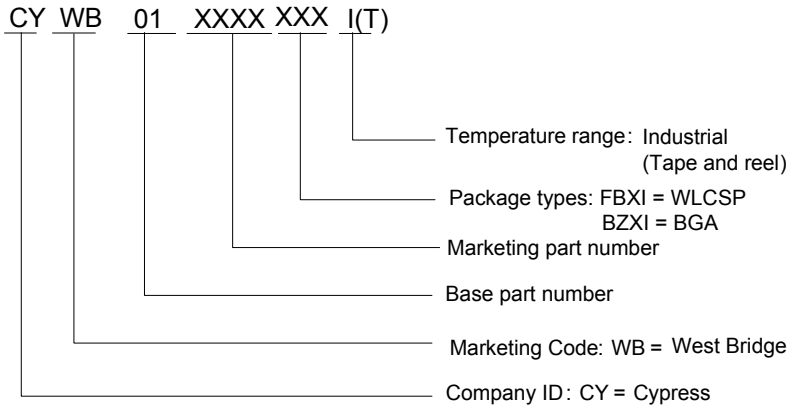 CY WB 01 XXXX XXX I(T)
Temperature range: Industrial
(Tape and reel)
Package types: FBXI = WLCSP
BZXI = BGA
Marketing part number
Base part number
Marketing Code: WB = West Bridge
Company ID: CY = Cypress